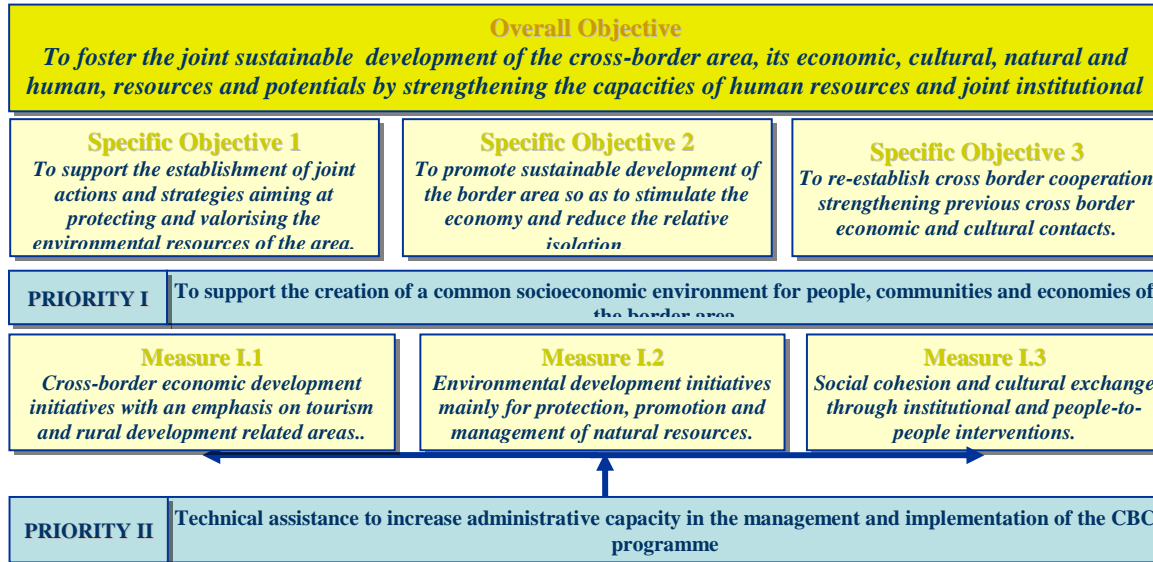 Overall Objective
To foster the joint sustainable development of the cross-border area, its economic, cultural, natural and
human, resources and potentials by strengthening the capacities of human resources and joint institutional
Specific Objective 1
To support the establishment of joint
actions and strategies aiming at
protecting and valorising the
environmental resources of the area.
Specific Objective 2
To promote sustainable development of
the border area so as to stimulate the
economy and reduce the relative
isolation
Specific Objective 3
To re-establish cross border cooperation
strengthening previous cross border
economic and cultural contacts.
PRIORITY I
To support the creation of a common socioeconomic environment for people, communities and economies of
the border area
Measure I.1
Cross-border economic development
initiatives with an emphasis on tourism
and rural development related areas..
Measure I.2
Environmental development initiatives
mainly for protection, promotion and
management of natural resources.
Measure I.3
Social cohesion and cultural exchange
through institutional and people-to-
people interventions.
PRIORITY II
Technical assistance to increase administrative capacity in the management and implementation of the CBC
programme